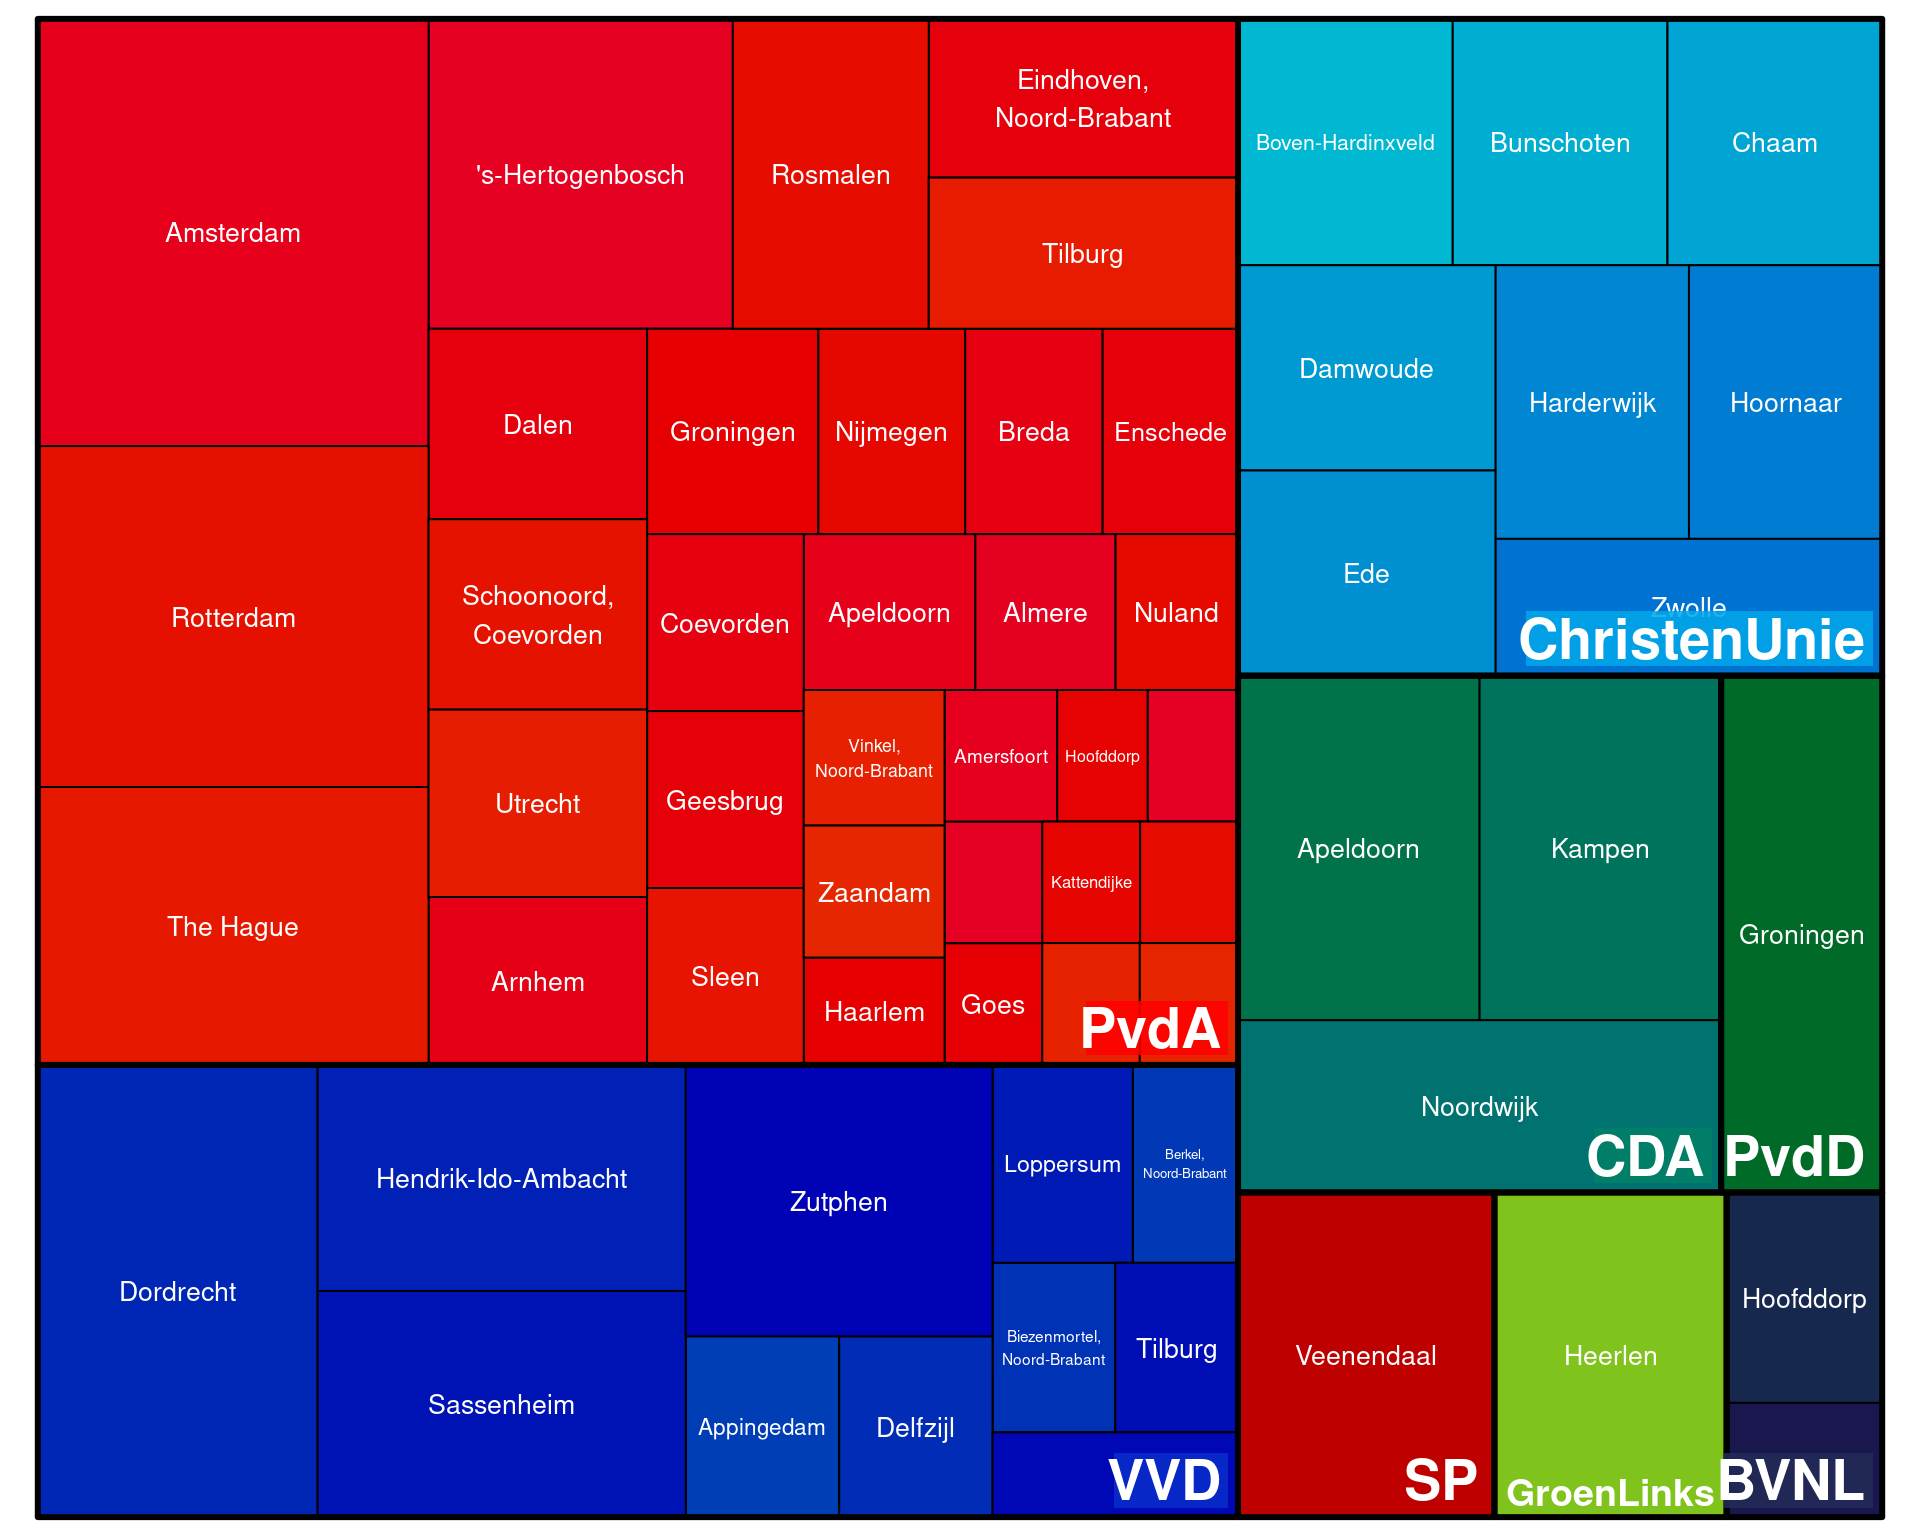 Amsterdam
Rotterdam
The Hague
's-Hertogenbosch
Rosmalen
Eindhoven,
Noord-Brabant
Tilburg
Dalen
Schoonoord,
Coevorden
Utrecht
Arnhem
Groningen
Nijmegen
Breda
Enschede
Coevorden
Geesbrug
Sleen
Apeldoorn
Almere
Nuland
Vinkel,
Noord-Brabant
Zaandam
Haarlem
Amersfoort
Hoofddorp
Kattendijke
Goes
PvdA
Dordrecht
Hendrik-Ido-Ambacht
Sassenheim
Zutphen
Appingedam
Delfzijl
Loppersum
Berkel,
Noord-Brabant
Biezenmortel,
Noord-Brabant
Tilburg
VVD
Boven-Hardinxveld
Bunschoten
Chaam
Damwoude
Ede
Harderwijk
Hoornaar
Zwolle
ChristenUnie
Apeldoorn
Kampen
Noordwijk
CDA
Groningen
PvdD
Veenendaal
SP
Heerlen
GroenLinks
Hoofddorp
BVNL